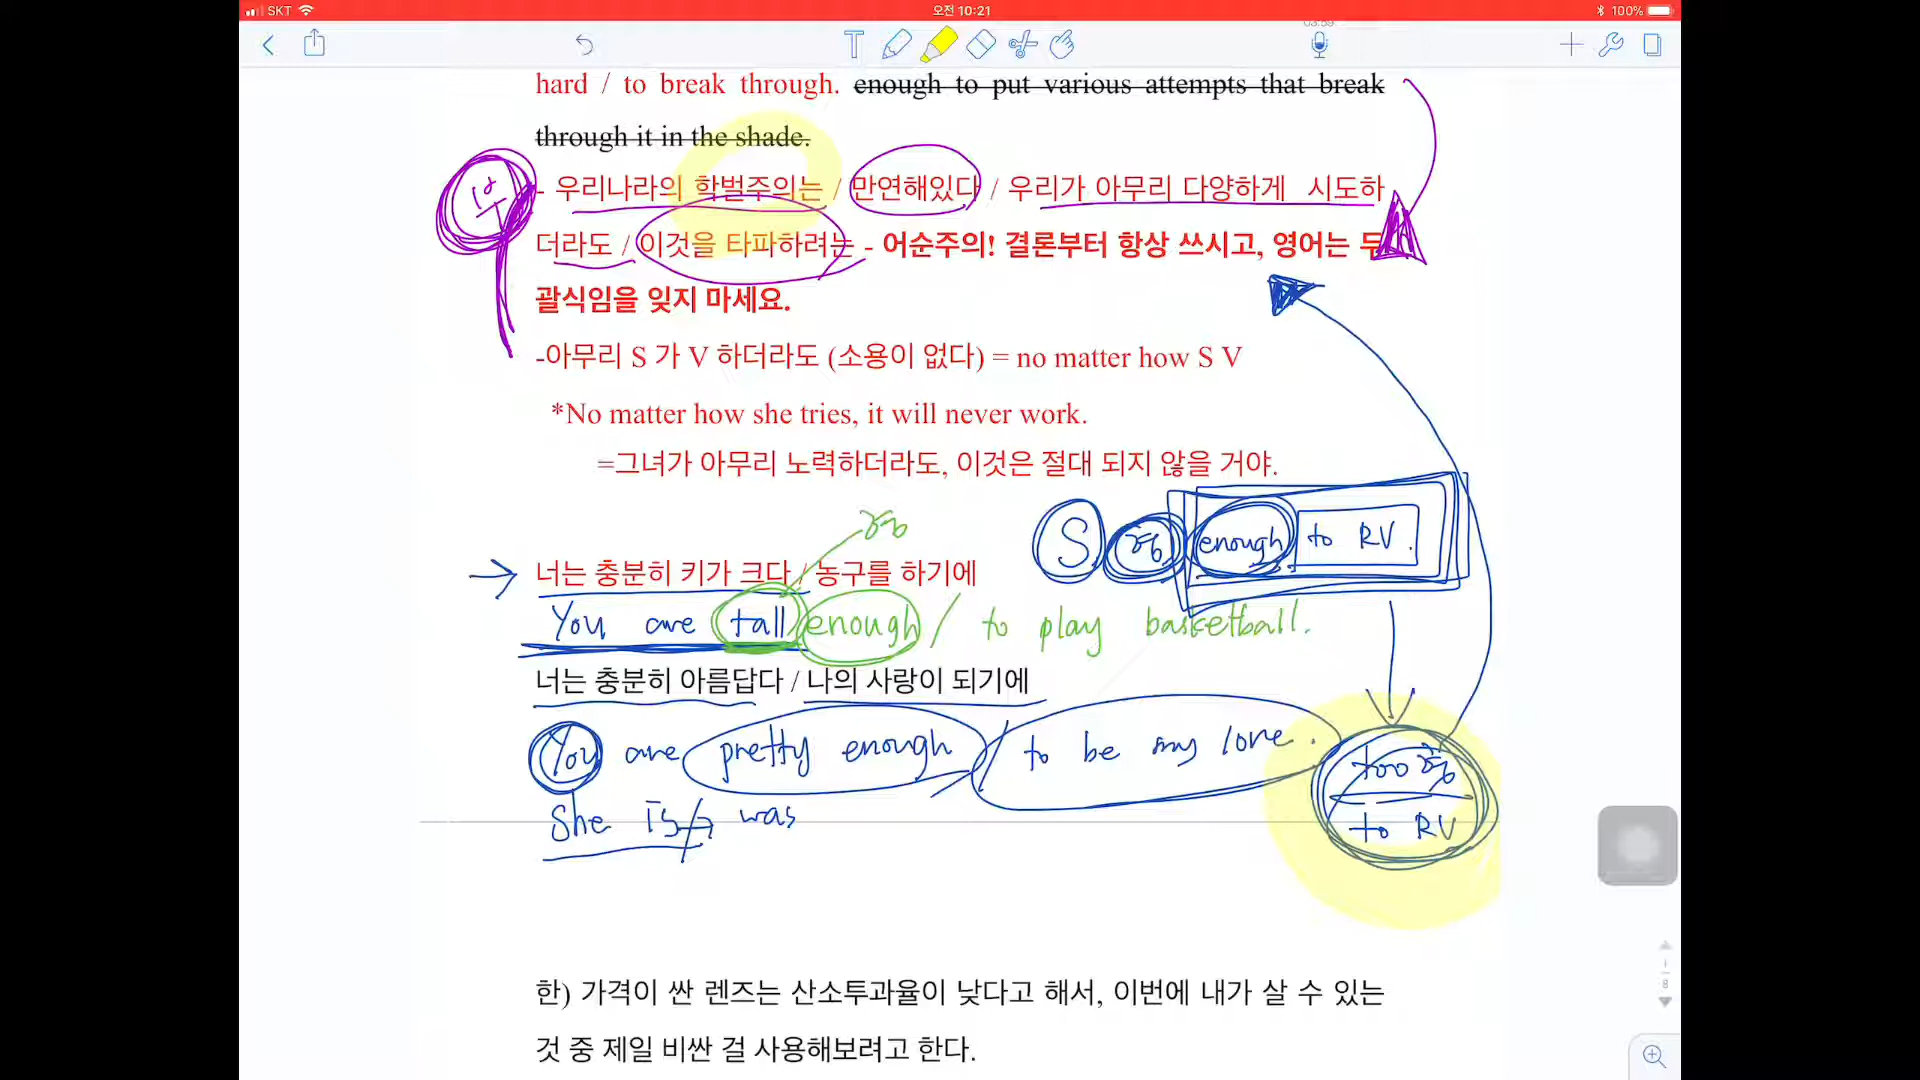 SKT 오전 10:21 100%
03:59
T
hard / to break through. enough to put various attempts that break
through it in the shade.
- 우리나라의 학벌주의는 / 만연해있다 / 우리가 아무리 다양하게 시도하
더라도 / 이것을 타파하려는 - 어순주의! 결론부터 항상 쓰시고, 영어는 두
괄식임을 잊지 마세요.
-아무리 S 가 V 하더라도 (소용이 없다) = no matter how S V
*No matter how she tries, it will never work.
=그녀가 아무리 노력하더라도, 이것은 절대 되지 않을 거야.
형
S 형 enough to RV.
너는 충분히 키가 크다 / 농구를 하기에
You are tall enough / to play basketball.
너는 충분히 아름답다 / 나의 사랑이 되기에
You are pretty enough / to be my love.
too 형
to RV
She is was
한) 가격이 싼 렌즈는 산소투과율이 낮다고 해서, 이번에 내가 살 수 있는
것 중 제일 비싼 걸 사용해보려고 한다.